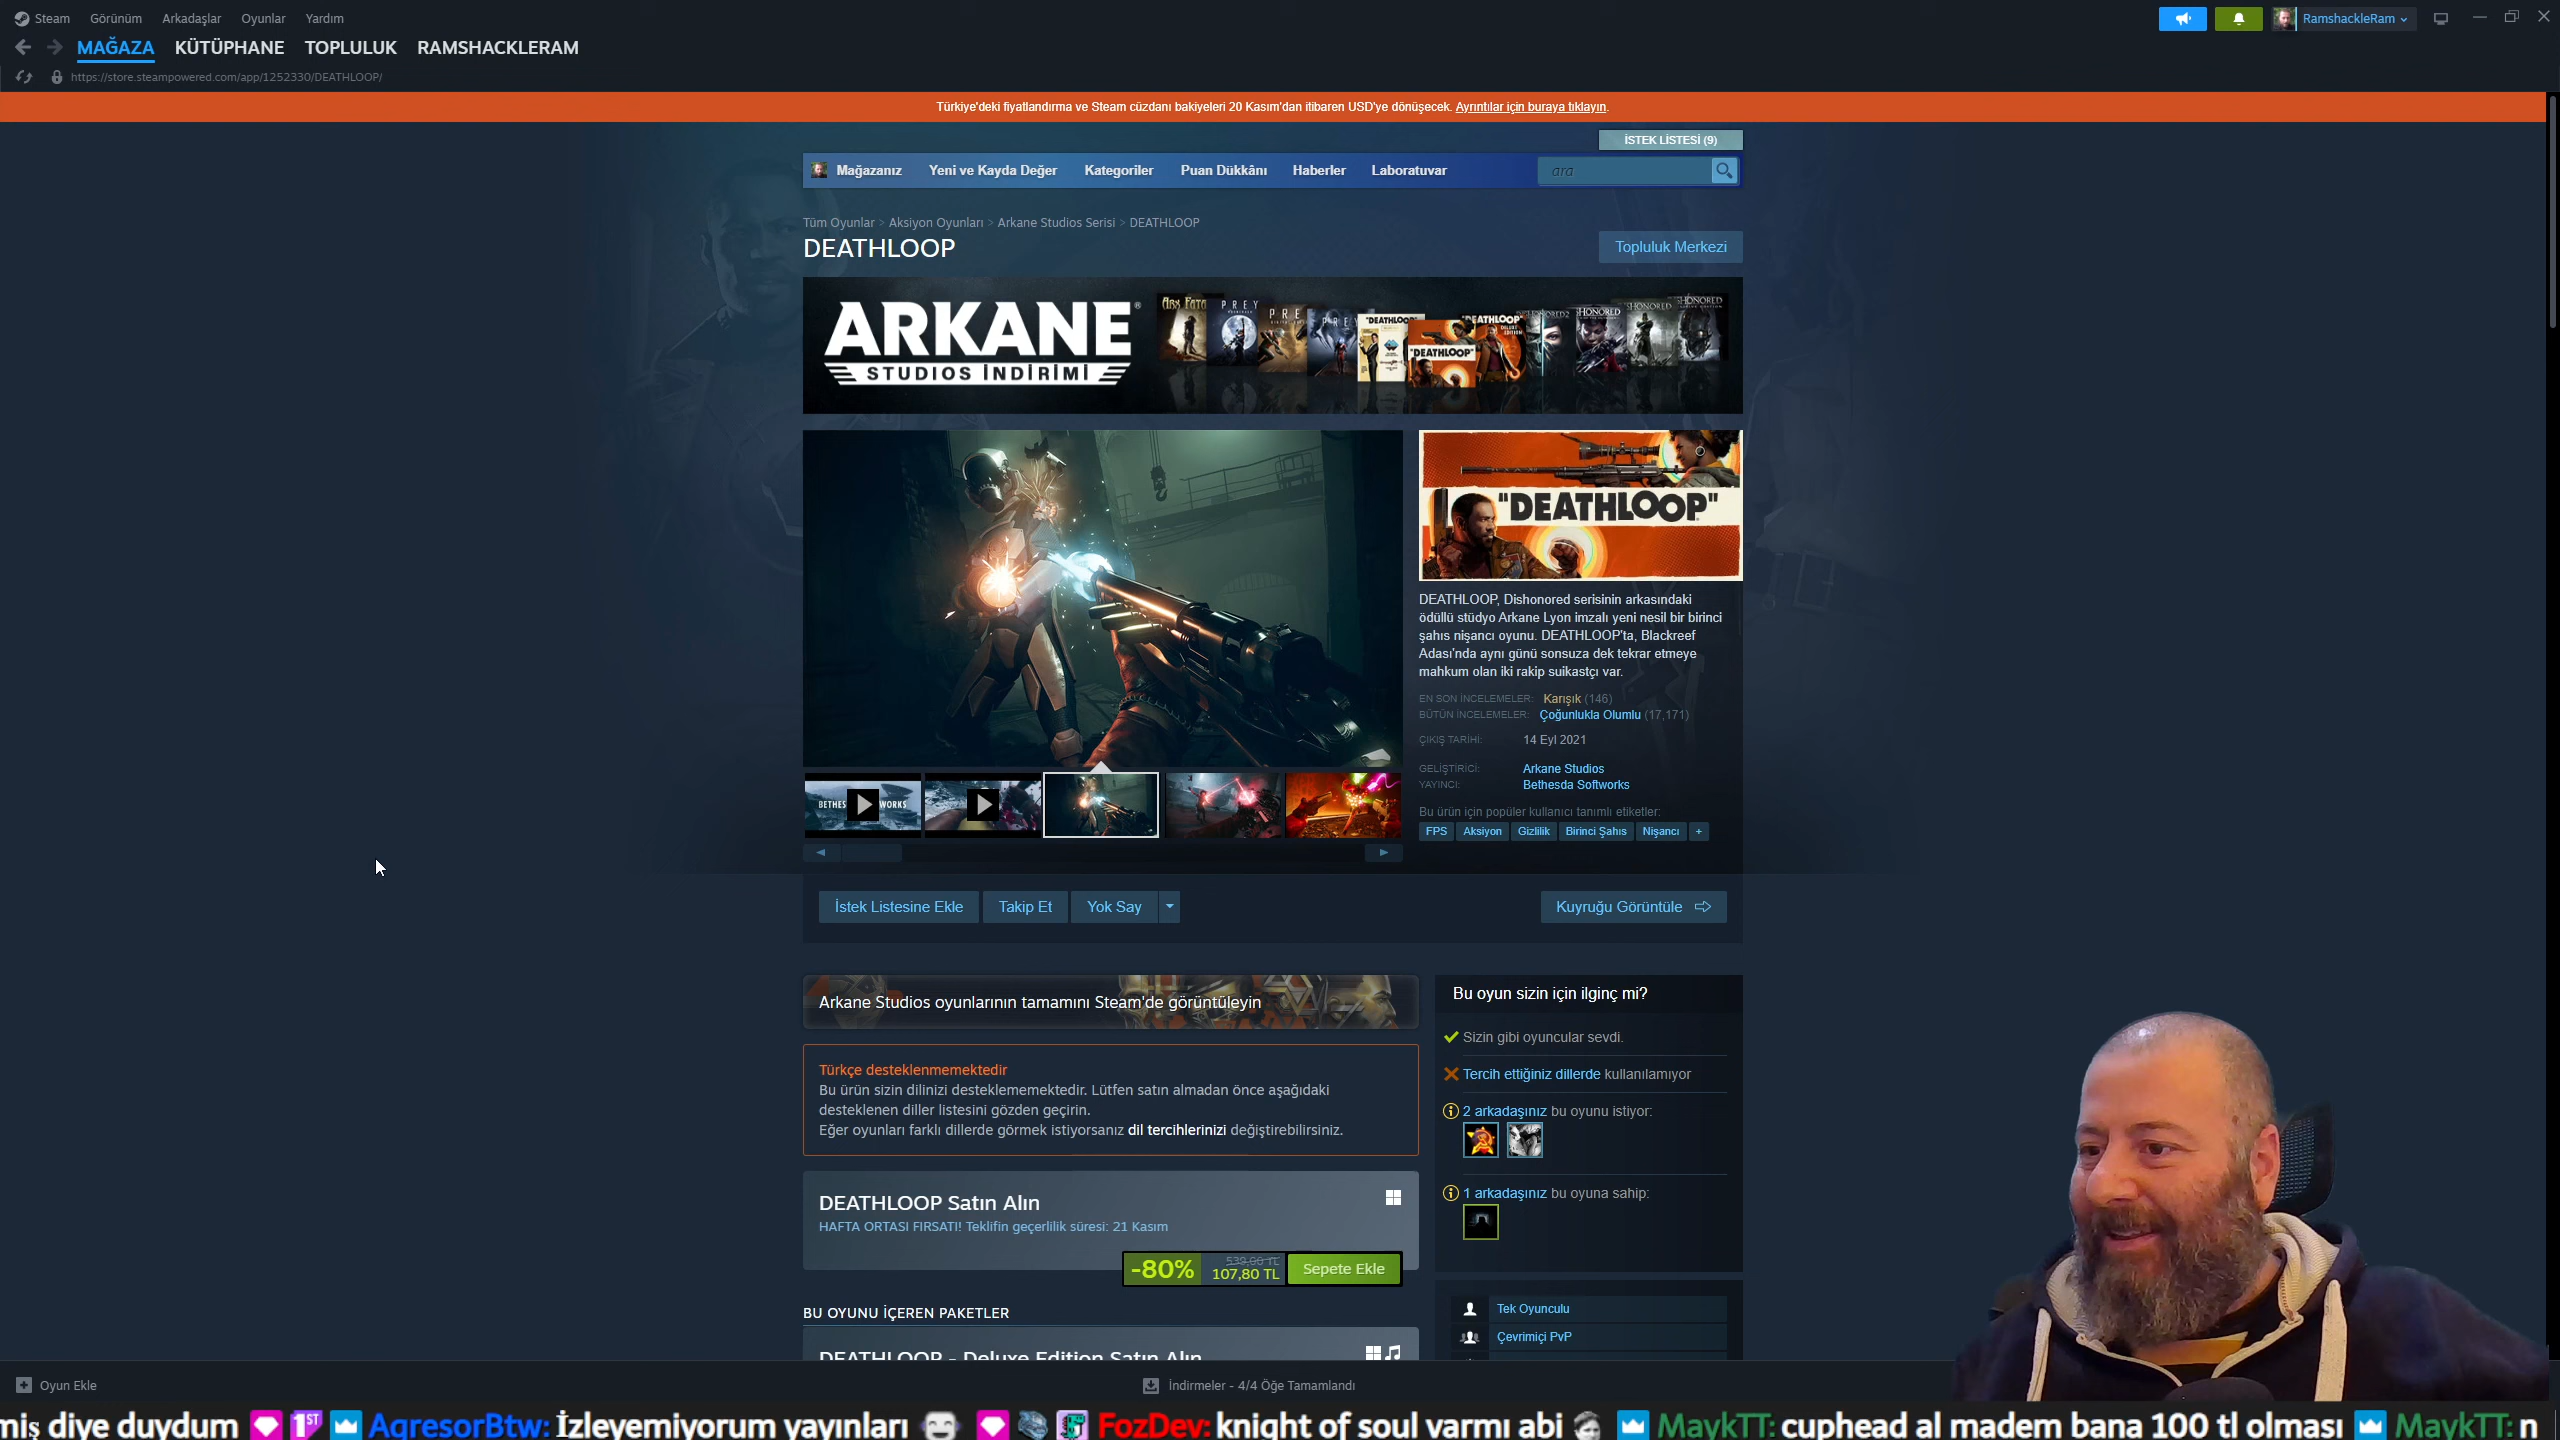 Steam Görünüm Arkadaşlar Oyunlar Yardım
RamshackleRam
MAĞAZA KÜTÜPHANE TOPLULUK RAMSHACKLERAM
https://store.steampowered.com/app/1252330/DEATHLOOP/
Türkiye'deki fiyatlandırma ve Steam cüzdanı bakiyeleri 20 Kasım'dan itibaren USD'ye dönüşecek. Ayrıntılar için buraya tıklayın.
İSTEK LİSTESİ (9)
Mağazanız Yeni ve Kayda Değer Kategoriler Puan Dükkânı Haberler Laboratuvar ara
Tüm Oyunlar > Aksiyon Oyunları > Arkane Studios Serisi > DEATHLOOP
DEATHLOOP
Topluluk Merkezi
ARKANE
STUDIOS İNDİRİMİ
PREY
"DEATHLOOP"
"DEATHLOOP"
"DEATHLOOP"
DEATHLOOP, Dishonored serisinin arkasındaki
ödüllü stüdyo Arkane Lyon imzalı yeni nesil bir birinci
şahıs nişancı oyunu. DEATHLOOP'ta, Blackreef
Adası'nda aynı günü sonsuza dek tekrar etmeye
mahkum olan iki rakip suikastçı var.
EN SON İNCELEMELER: Karışık (146)
BÜTÜN İNCELEMELER: Çoğunlukla Olumlu (17,171)
ÇIKIŞ TARİHİ: 14 Eyl 2021
GELİŞTİRİCİ: Arkane Studios
YAYINCI: Bethesda Softworks
Bu ürün için popüler kullanıcı tanımlı etiketler:
FPS Aksiyon Gizlilik Birinci Şahıs Nişancı +
İstek Listesine Ekle Takip Et Yok Say
Kuyruğu Görüntüle
Arkane Studios oyunlarının tamamını Steam'de görüntüleyin
Türkçe desteklenmemektedir
Bu ürün sizin dilinizi desteklememektedir. Lütfen satın almadan önce aşağıdaki
desteklenen diller listesini gözden geçirin.
Eğer oyunları farklı dillerde görmek istiyorsanız dil tercihlerinizi değiştirebilirsiniz.
DEATHLOOP Satın Alın
HAFTA ORTASI FIRSATI! Teklifin geçerlilik süresi: 21 Kasım
-80% 539,00 TL 107,80 TL Sepete Ekle
BU OYUNU İÇEREN PAKETLER
DEATHLOOP - Deluxe Edition Satın Alın
Bu oyun sizin için ilginç mi?
Sizin gibi oyuncular sevdi.
Tercih ettiğiniz dillerde kullanılamıyor
2 arkadaşınız bu oyunu istiyor:
1 arkadaşınız bu oyuna sahip:
Tek Oyunculu
Çevrimiçi PvP
Oyun Ekle
İndirmeler - 4/4 Öğe Tamamlandı
miş diye duydum 1ST AgresorBtw: İzleyemiyorum yayınları FozDev: knight of soul varmı abi MaykTT: cuphead al madem bana 100 tl olması MaykTT: n